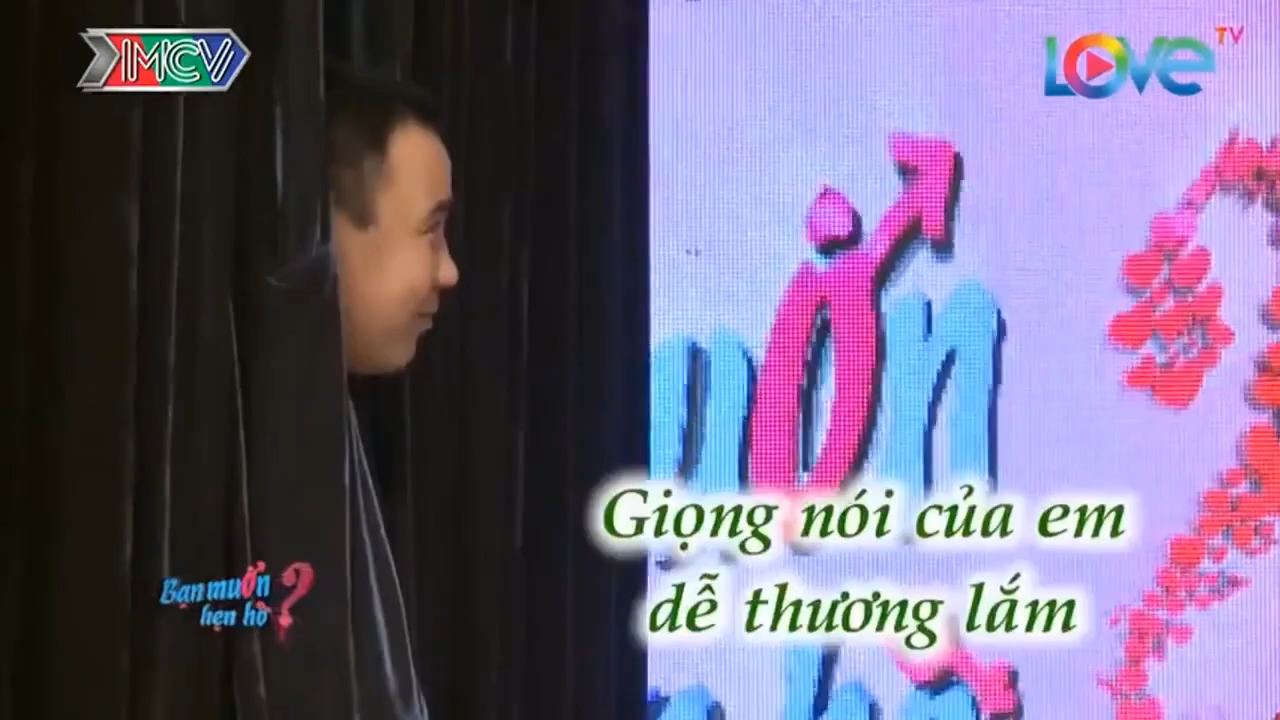 MCV
LOVE TV
Giọng nói của em
dễ thương lắm
Bạn muốn
hẹn hò ?